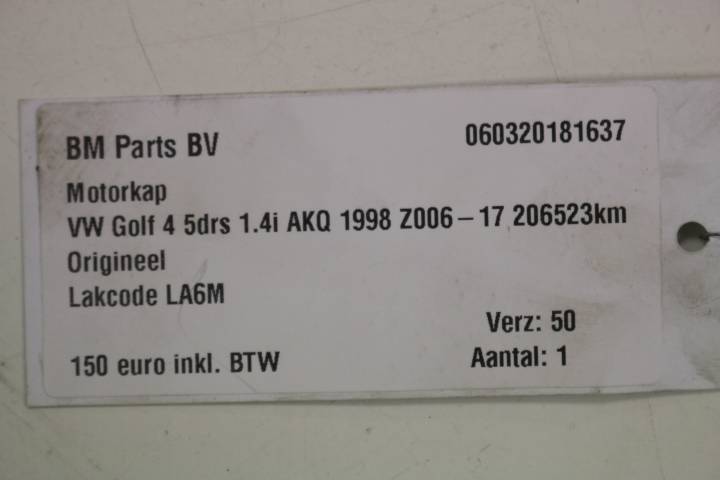 BM Parts BV 060320181637
Motorkap
VW Golf 4 5drs 1.4i AKQ 1998 Z006-17 206523km
Origineel
Lakcode LA6M
Verz: 50
150 euro inkl. BTW Aantal: 1